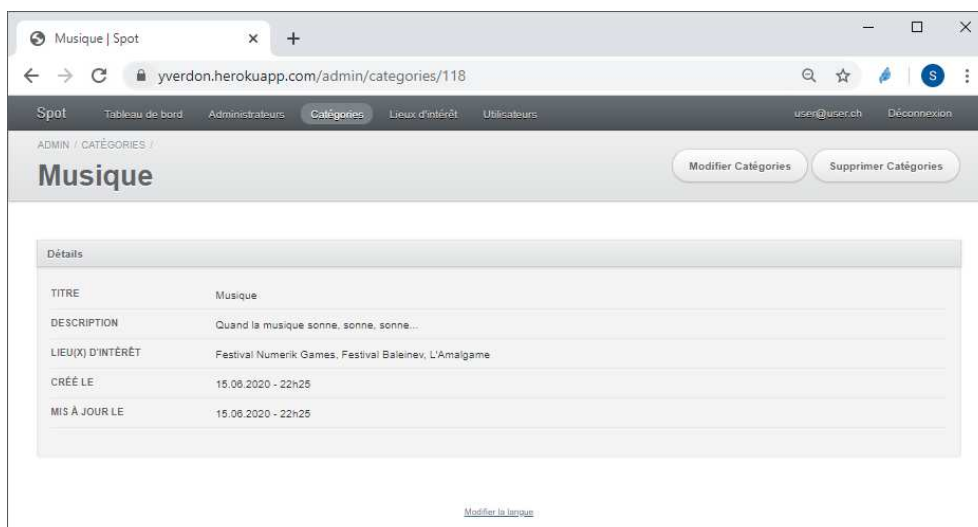 Musique | Spot
yverdon.herokuapp.com/admin/categories/118
S
Spot Tableau de bord Administrateurs Catégories Lieux d'intérêt Utilisateurs user@user.ch Déconnexion
ADMIN / CATÉGORIES /
Musique
Modifier Catégories Supprimer Catégories
Détails
TITRE Musique
DESCRIPTION Quand la musique sonne, sonne, sonne...
LIEU(X) D'INTÉRÊT Festival Numerik Games, Festival Baleinev, L'Amalgame
CRÉÉ LE 15.06.2020 - 22h25
MIS À JOUR LE 15.06.2020 - 22h25
Modifier la langue